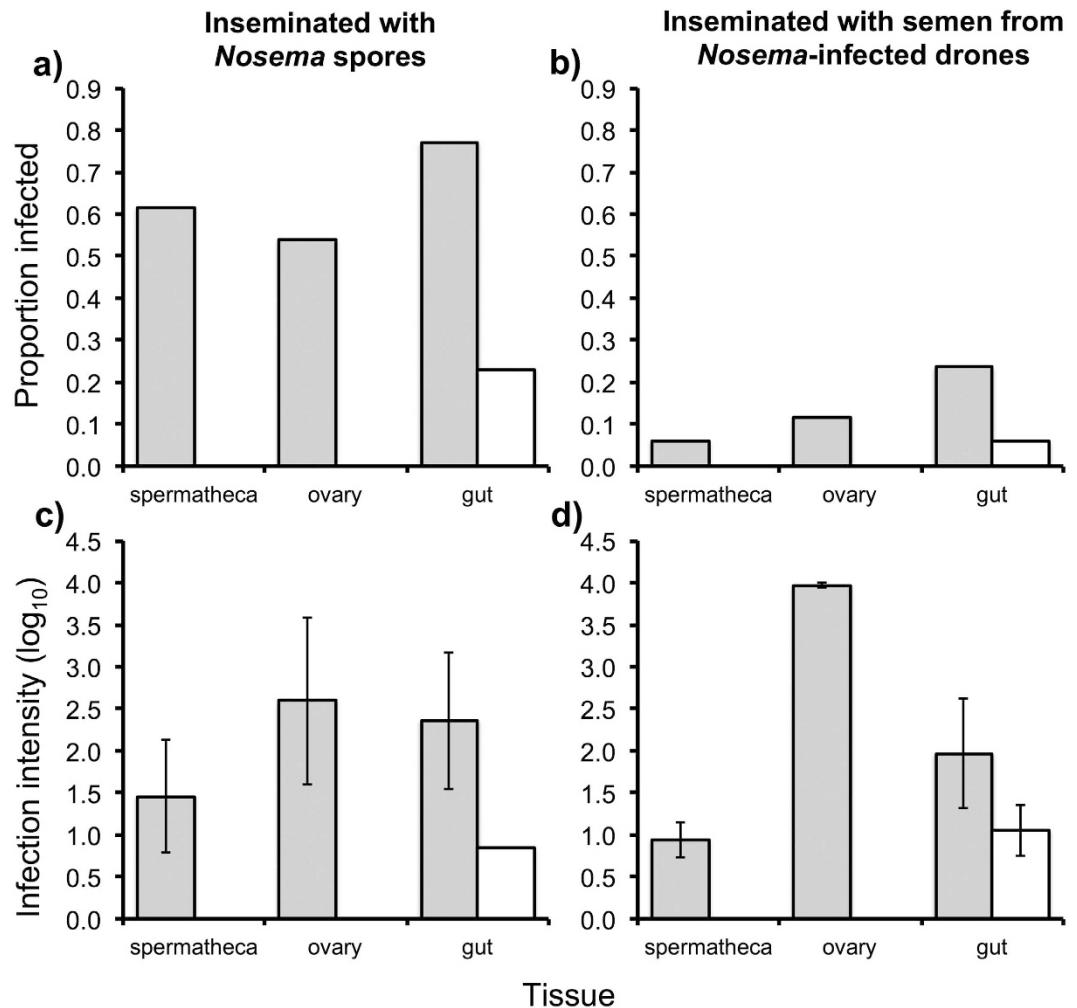 Inseminated with
Nosema spores
Inseminated with semen from
Nosema-infected drones
a)
Proportion infected
0.9
0.8
0.7
0.6
0.5
0.4
0.3
0.2
0.1
0.0
spermatheca ovary gut
b)
0.9
0.8
0.7
0.6
0.5
0.4
0.3
0.2
0.1
0.0
spermatheca ovary gut
c)
Infection intensity (log10)
4.5
4.0
3.5
3.0
2.5
2.0
1.5
1.0
0.5
0.0
spermatheca ovary gut
d)
4.5
4.0
3.5
3.0
2.5
2.0
1.5
1.0
0.5
0.0
spermatheca ovary gut
Tissue